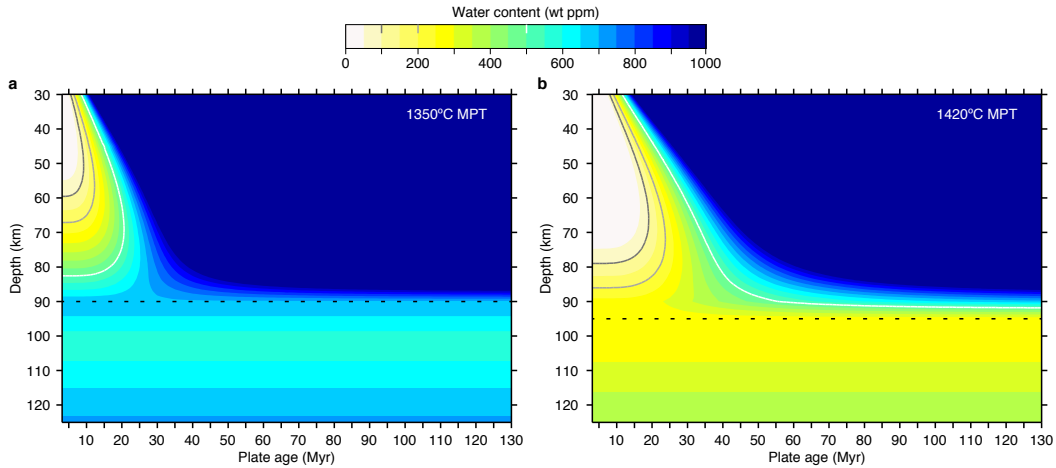 Water content (wt ppm)
0 200 400 600 800 1000
a
1350ºC MPT
30
40
50
60
70
80
90
100
110
120
Depth (km)
10 20 30 40 50 60 70 80 90 100 110 120 130
Plate age (Myr)
b
1420ºC MPT
30
40
50
60
70
80
90
100
110
120
Depth (km)
10 20 30 40 50 60 70 80 90 100 110 120 130
Plate age (Myr)